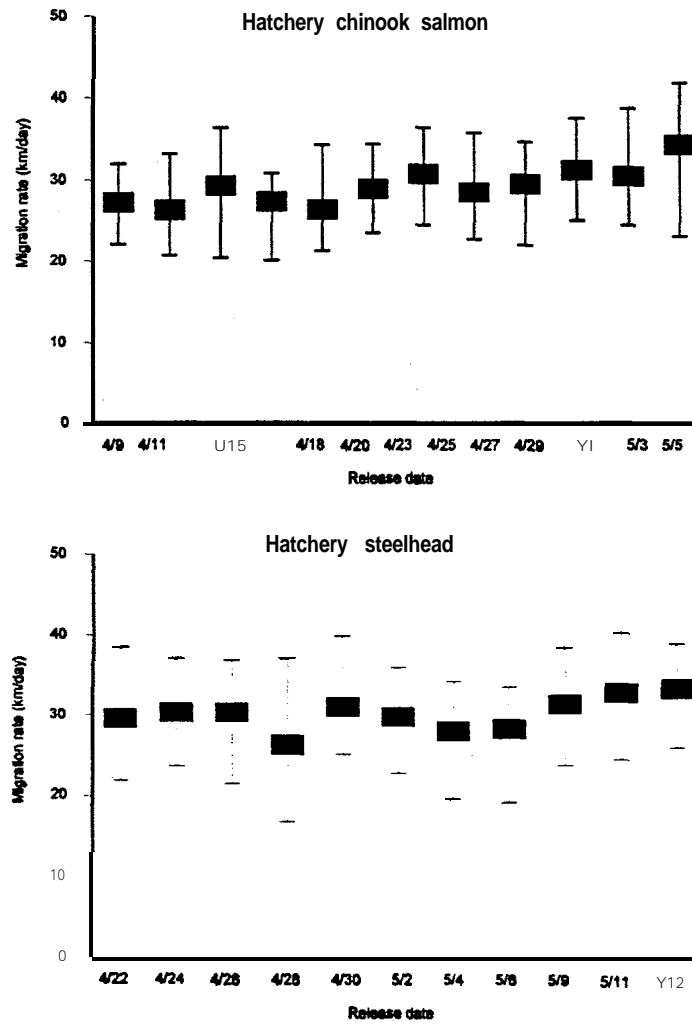 Hatchery chinook salmon
50
40
30
20
10
0
Migration rate (km/day)
4/9 4/11 U15 4/18 4/20 4/23 4/25 4/27 4/29 YI 5/3 5/5
Release date
Hatchery steelhead
50
40
30
20
10
0
Migration rate (km/day)
4/22 4/24 4/26 4/28 4/30 5/2 5/4 5/6 5/9 5/11 Y12
Release date